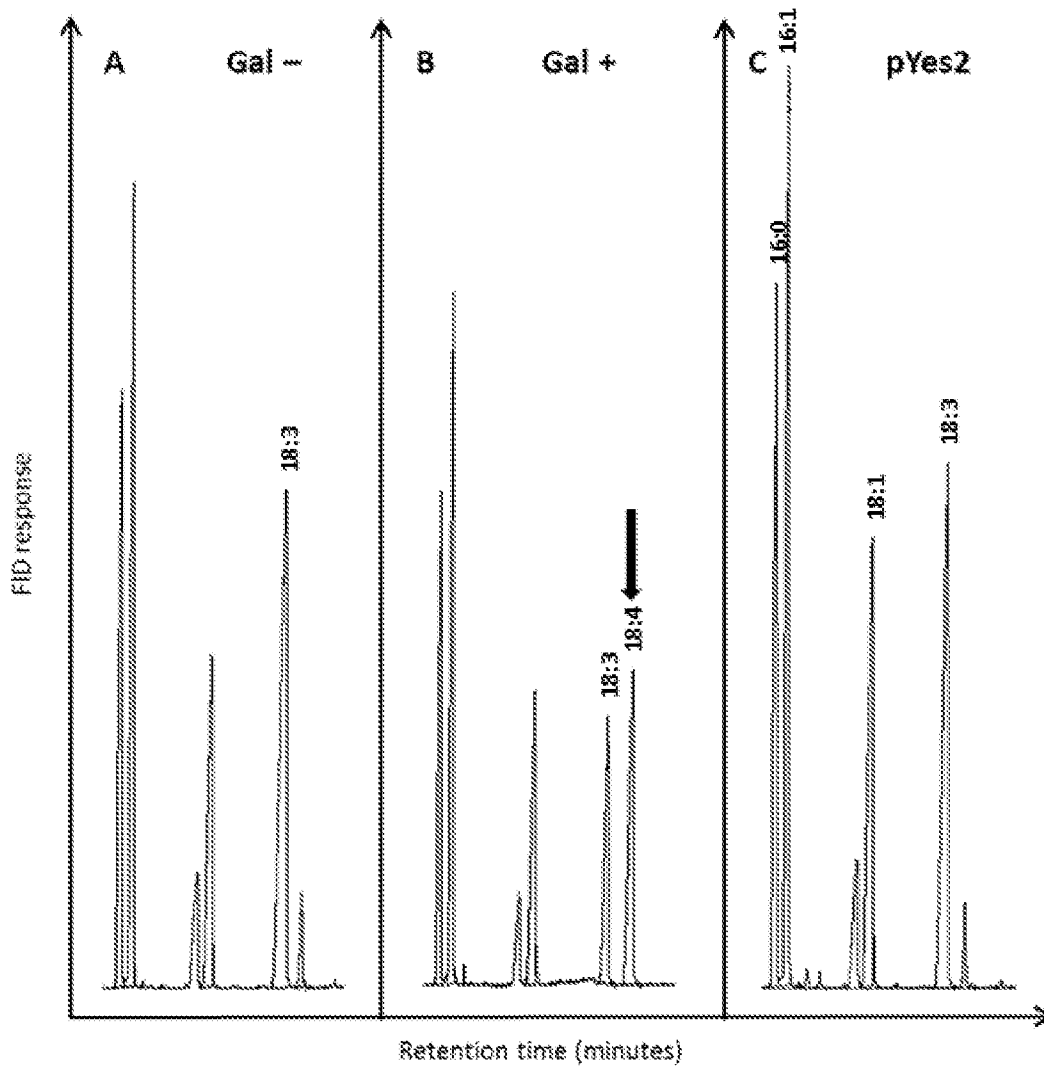 A Gal –
B Gal +
C pYes2
18:3
18:3
18:4
16:0
16:1
18:1
18:3
FID response
Retention time (minutes)